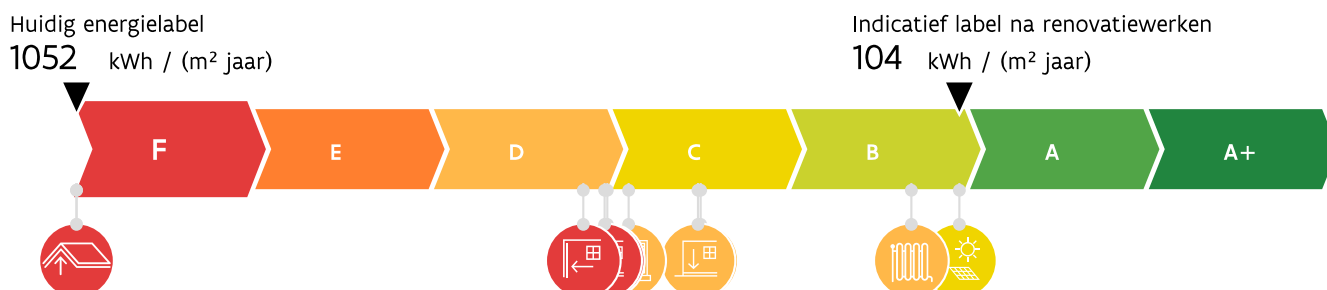 Huidig energielabel
1052 kWh / (m² jaar)
Indicatief label na renovatiewerken
104 kWh / (m² jaar)
F E D C B A A+